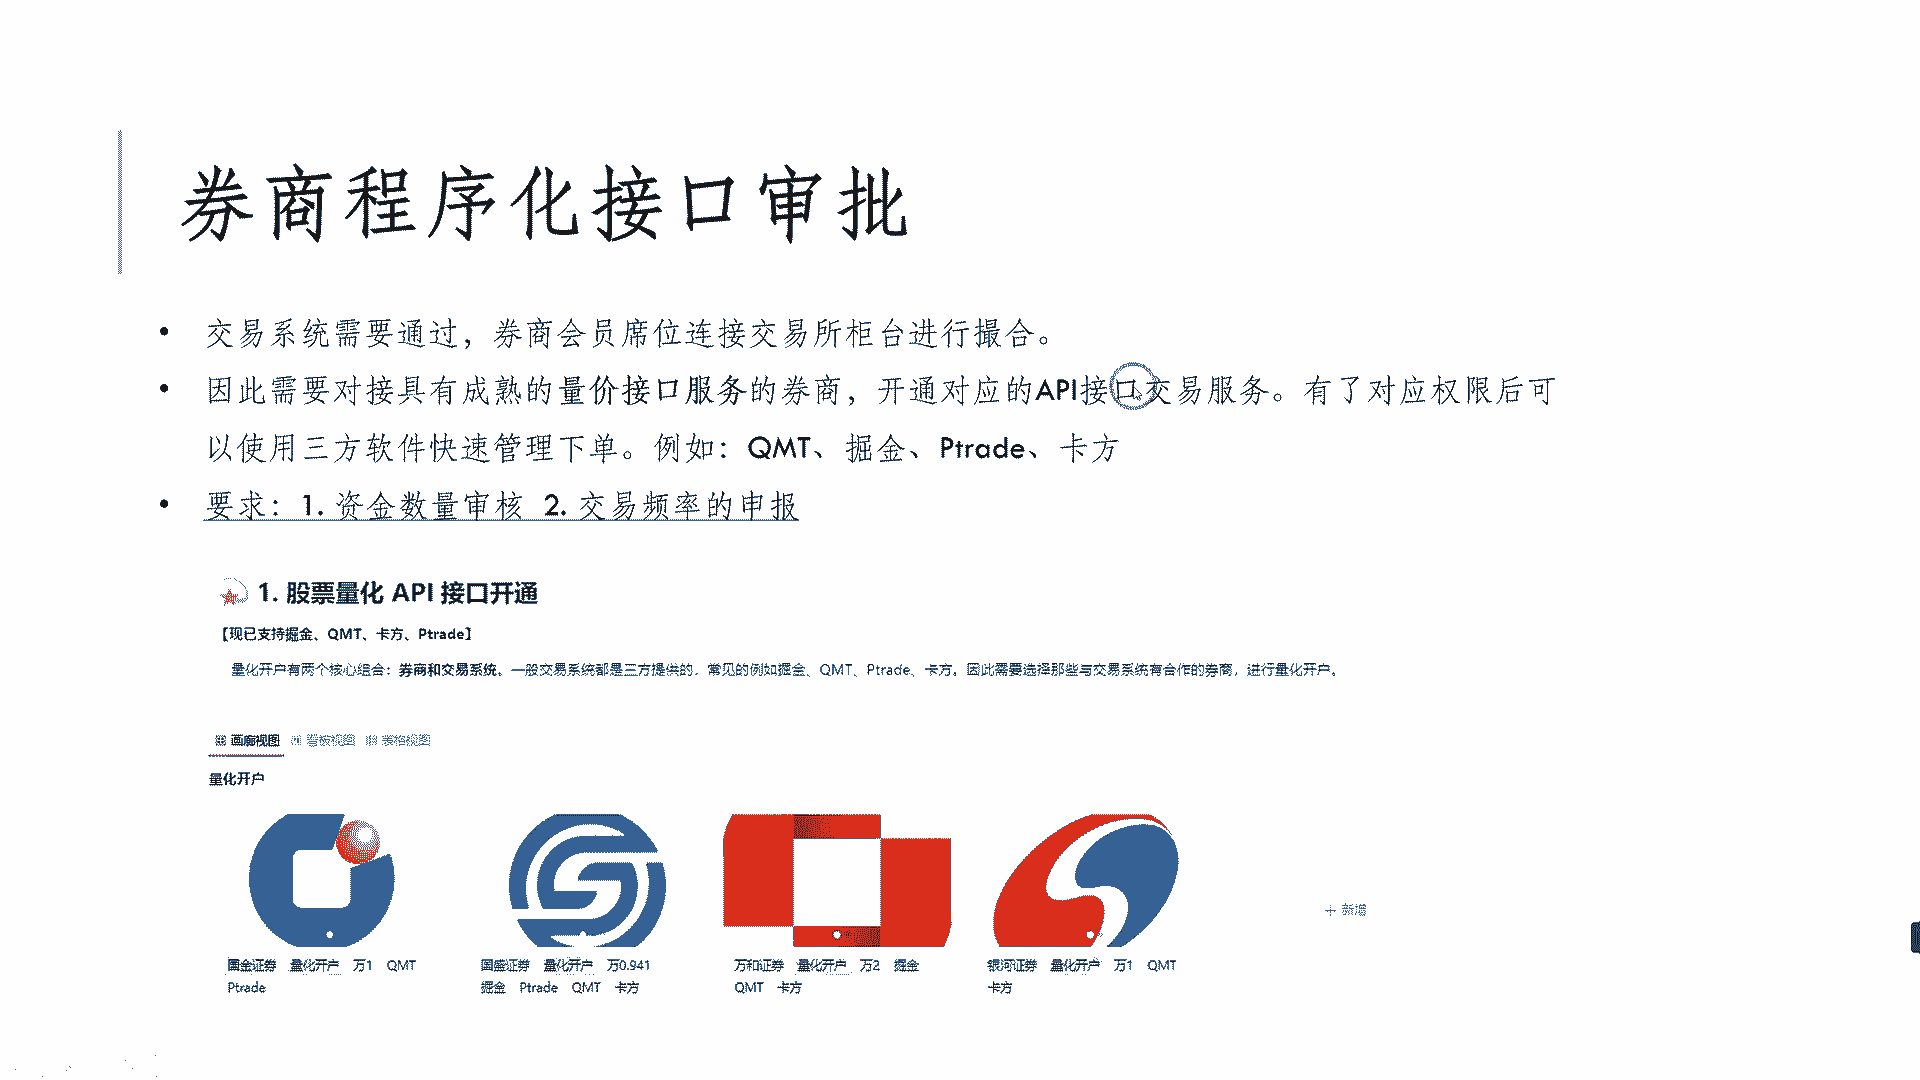 券商程序化接口审批
• 交易系统需要通过，券商会员席位连接交易所柜台进行撮合。
• 因此需要对接具有成熟的量价接口服务的券商，开通对应的API接口交易服务。有了对应权限后可
以使用三方软件快速管理下单。例如：QMT、掘金、Ptrade、卡方
• 要求：1. 资金数量审核 2. 交易频率的申报
1. 股票量化 API 接口开通
【现已支持掘金、QMT、卡方、Ptrade】
量化开户有两个核心组合：券商和交易系统。一般交易系统都是三方提供的，常见的例如掘金、QMT、Ptrade、卡方。因此需要选择那些与交易系统有合作的券商，进行量化开户。
画廊视图 看板视图 表格视图
量化开户
+ 新增
国金证券 量化开户 万1 QMT
Ptrade
国盛证券 量化开户 万0.941
掘金 Ptrade QMT 卡方
万和证券 量化开户 万2 掘金
QMT 卡方
银河证券 量化开户 万1 QMT
卡方